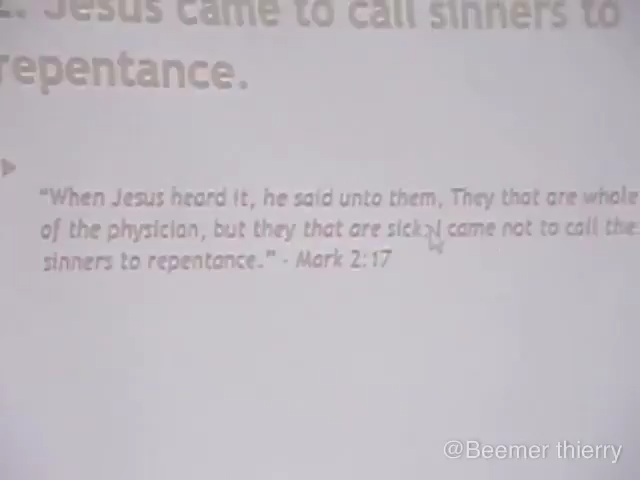 2. Jesus came to call sinners to
repentance.
"When Jesus heard it, he said unto them, They that are whole
of the physician, but they that are sick, I came not to call the
sinners to repentance." - Mark 2:17
@Beemer thierry